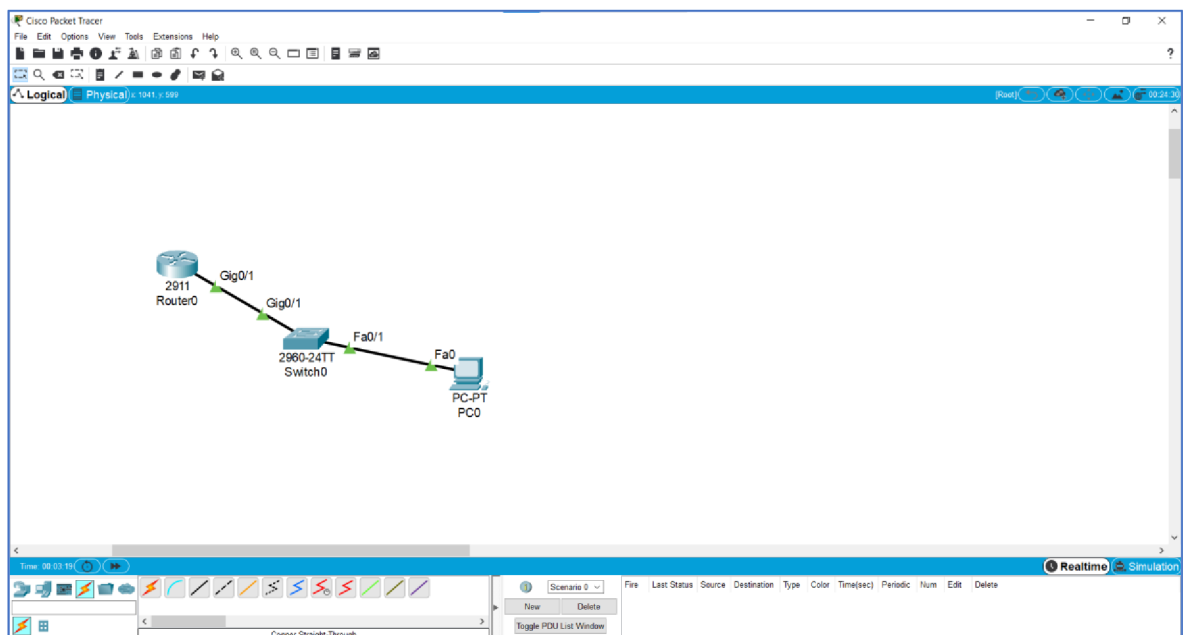 Cisco Packet Tracer
File Edit Options View Tools Extensions Help
?
Logical Physical x: 1041, y: 599 [Root] 00:24:30
Gig0/1
2911
Router0
Gig0/1
Fa0/1
2960-24TT
Switch0
Fa0
PC-PT
PC0
Time: 00:03:19 Realtime Simulation
Scenario 0 Fire Last Status Source Destination Type Color Time(sec) Periodic Num Edit Delete
New Delete
Toggle PDU List Window
Copper Straight-Through